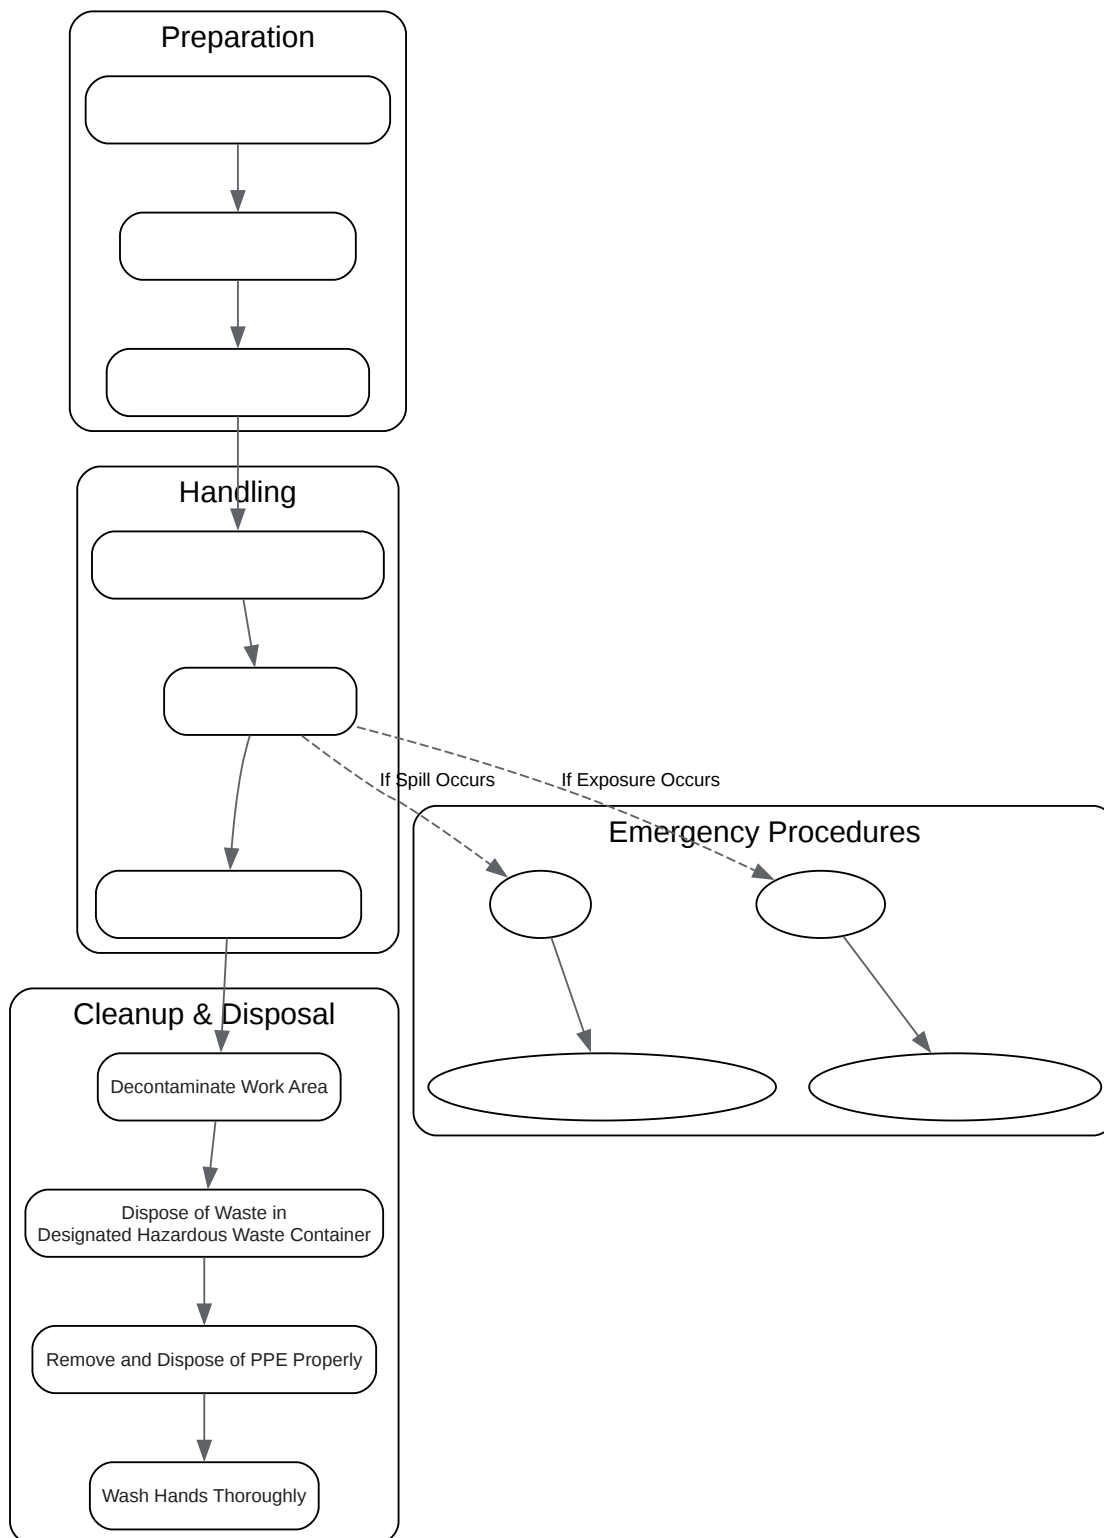 Preparation
Handling
If Spill Occurs
If Exposure Occurs
Emergency Procedures
Cleanup & Disposal
Decontaminate Work Area
Dispose of Waste in
Designated Hazardous Waste Container
Remove and Dispose of PPE Properly
Wash Hands Thoroughly